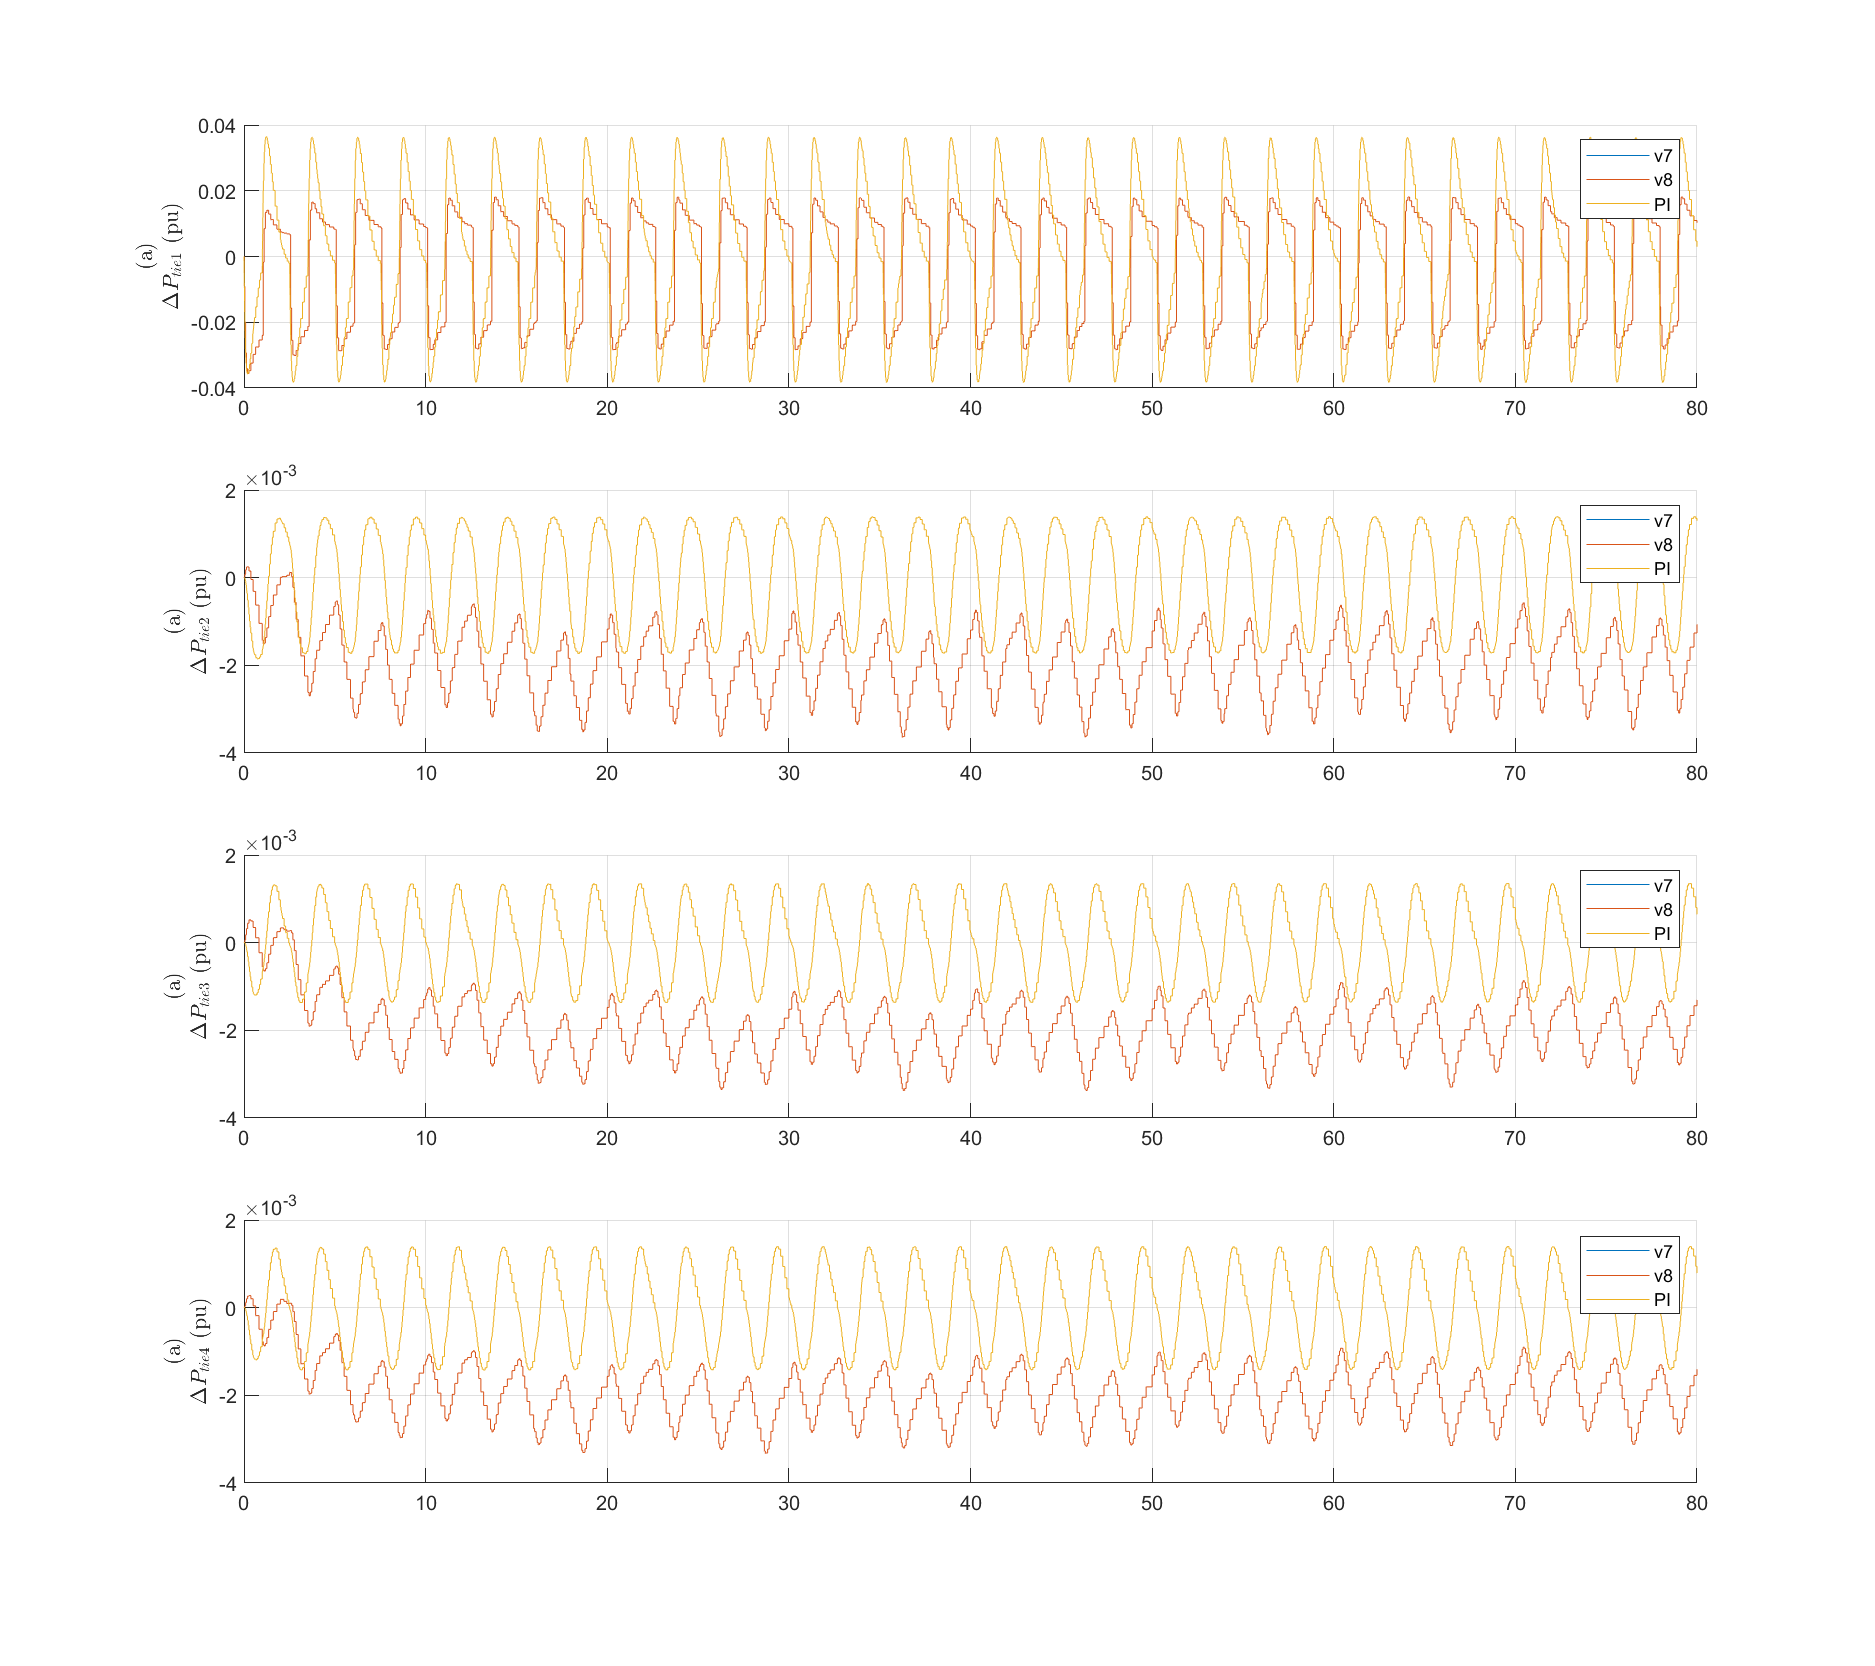 0.04
0.02
0
-0.02
-0.04
(a)
ΔP_tie1 (pu)
v7
v8
PI
0 10 20 30 40 50 60 70 80
×10^-3
2
0
-2
-4
(a)
ΔP_tie2 (pu)
v7
v8
PI
0 10 20 30 40 50 60 70 80
×10^-3
2
0
-2
-4
(a)
ΔP_tie3 (pu)
v7
v8
PI
0 10 20 30 40 50 60 70 80
×10^-3
2
0
-2
-4
(a)
ΔP_tie4 (pu)
v7
v8
PI
0 10 20 30 40 50 60 70 80